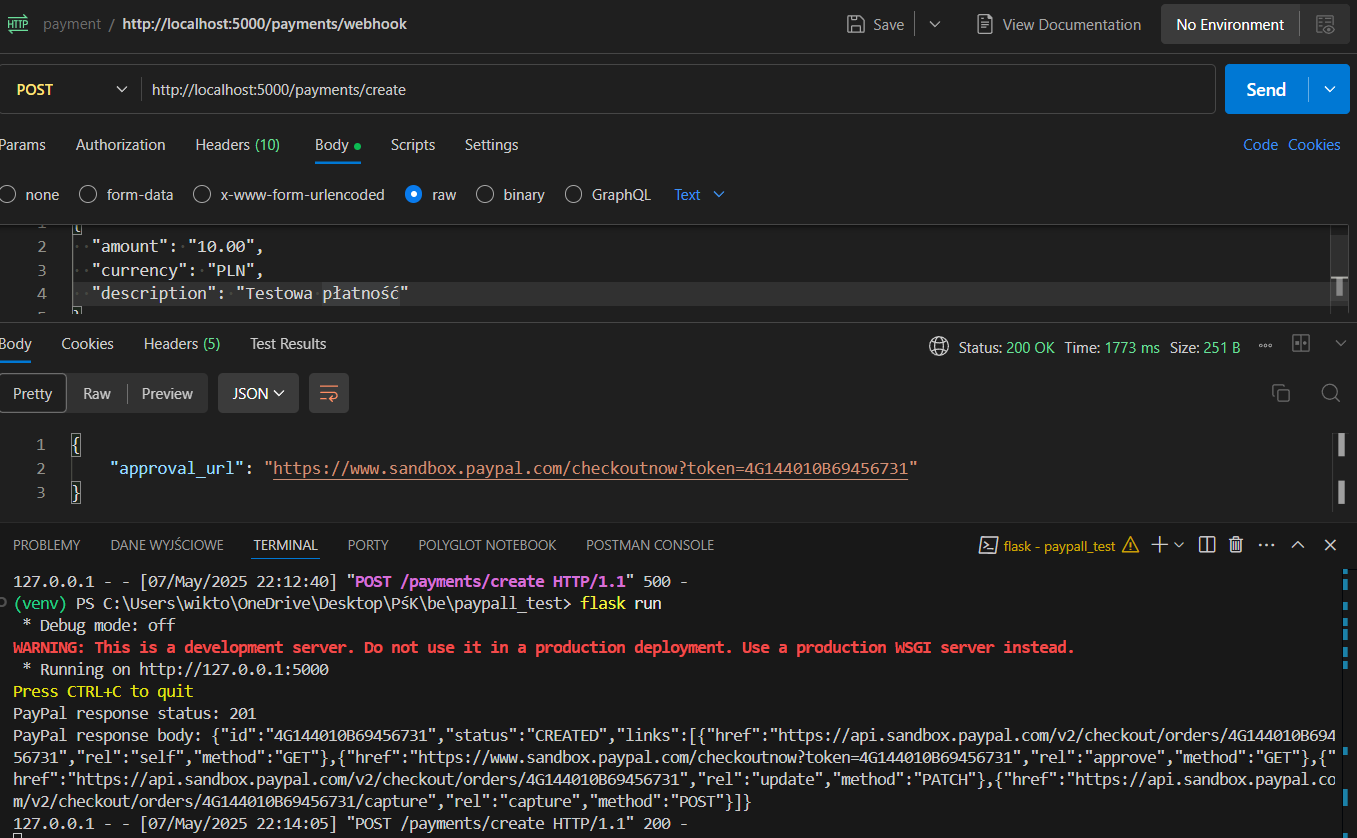 HTTP payment / http://localhost:5000/payments/webhook Save View Documentation No Environment
POST http://localhost:5000/payments/create Send
Params Authorization Headers (10) Body Scripts Settings Code Cookies
none form-data x-www-form-urlencoded raw binary GraphQL Text
1 {
2 "amount": "10.00",
3 "currency": "PLN",
4 "description": "Testowa płatność"
5 }
Body Cookies Headers (5) Test Results Status: 200 OK Time: 1773 ms Size: 251 B
Pretty Raw Preview JSON
1 {
2 "approval_url": "https://www.sandbox.paypal.com/checkoutnow?token=4G144010B69456731"
3 }
PROBLEMY DANE WYJŚCIOWE TERMINAL PORTY POLYGLOT NOTEBOOK POSTMAN CONSOLE flask - paypall_test
127.0.0.1 - - [07/May/2025 22:12:40] "POST /payments/create HTTP/1.1" 500 -
(venv) PS C:\Users\wikto\OneDrive\Desktop\PśK\be\paypall_test> flask run
* Debug mode: off
WARNING: This is a development server. Do not use it in a production deployment. Use a production WSGI server instead.
* Running on http://127.0.0.1:5000
Press CTRL+C to quit
PayPal response status: 201
PayPal response body: {"id":"4G144010B69456731","status":"CREATED","links":[{"href":"https://api.sandbox.paypal.com/v2/checkout/orders/4G144010B694
56731","rel":"self","method":"GET"},{"href":"https://www.sandbox.paypal.com/checkoutnow?token=4G144010B69456731","rel":"approve","method":"GET"},{"
href":"https://api.sandbox.paypal.com/v2/checkout/orders/4G144010B69456731","rel":"update","method":"PATCH"},{"href":"https://api.sandbox.paypal.co
m/v2/checkout/orders/4G144010B69456731/capture","rel":"capture","method":"POST"}]}
127.0.0.1 - - [07/May/2025 22:14:05] "POST /payments/create HTTP/1.1" 200 -